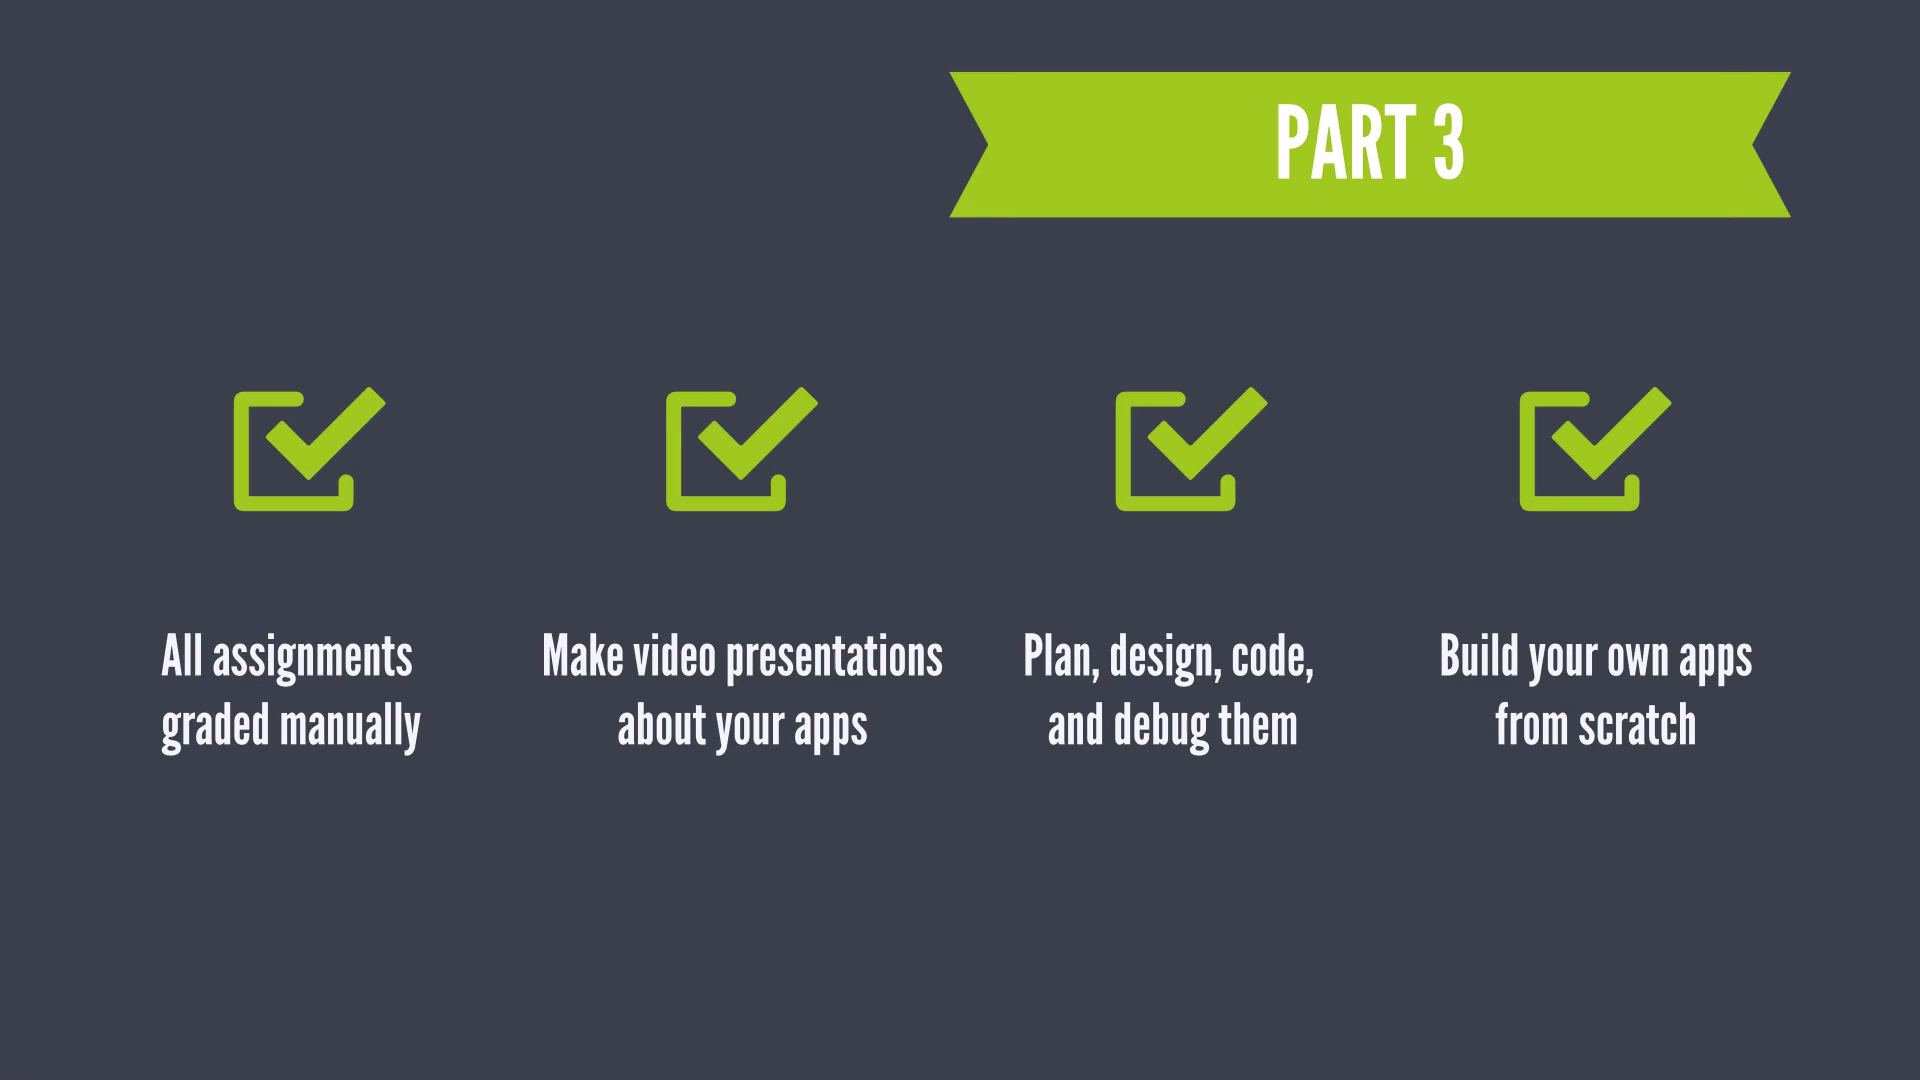 PART 3
All assignments
graded manually
Make video presentations
about your apps
Plan, design, code,
and debug them
Build your own apps
from scratch